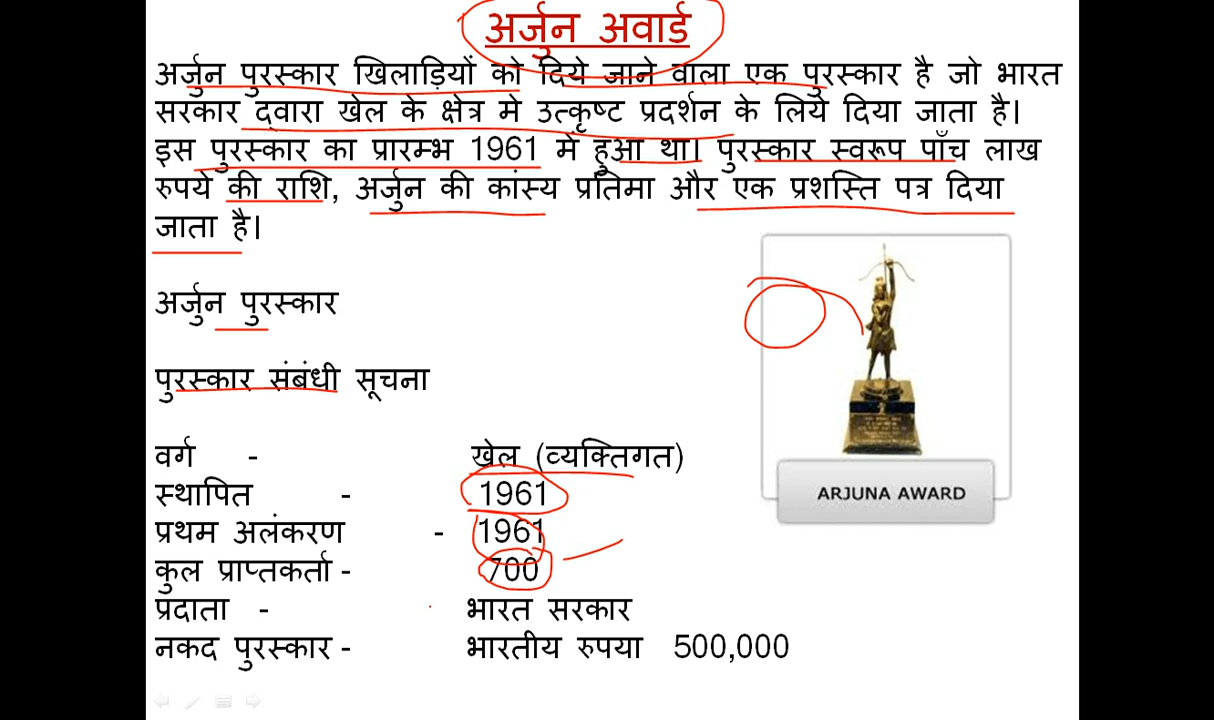 अर्जुन अवार्ड
अर्जुन पुरस्कार खिलाड़ियों को दिये जाने वाला एक पुरस्कार है जो भारत
सरकार द्वारा खेल के क्षेत्र मे उत्कृष्ट प्रदर्शन के लिये दिया जाता है।
इस पुरस्कार का प्रारम्भ 1961 में हुआ था। पुरस्कार स्वरूप पाँच लाख
रुपये की राशि, अर्जुन की कांस्य प्रतिमा और एक प्रशस्ति पत्र दिया
जाता है।
अर्जुन पुरस्कार
पुरस्कार संबंधी सूचना
वर्ग - खेल (व्यक्तिगत)
स्थापित - 1961
प्रथम अलंकरण - 1961
कुल प्राप्तकर्ता - 700
प्रदाता - भारत सरकार
नकद पुरस्कार - भारतीय रुपया 500,000
ARJUNA AWARD